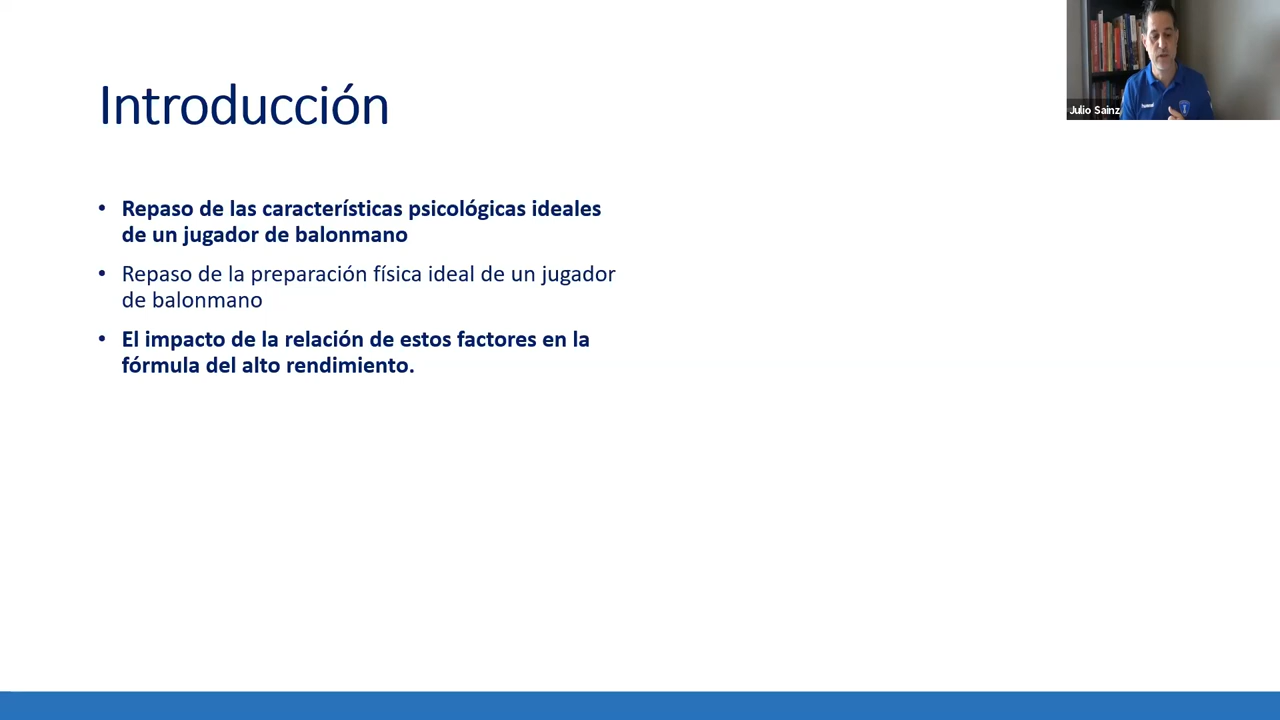 Introducción
• Repaso de las características psicológicas ideales
de un jugador de balonmano
• Repaso de la preparación física ideal de un jugador
de balonmano
• El impacto de la relación de estos factores en la
fórmula del alto rendimiento.
Julio Sainz